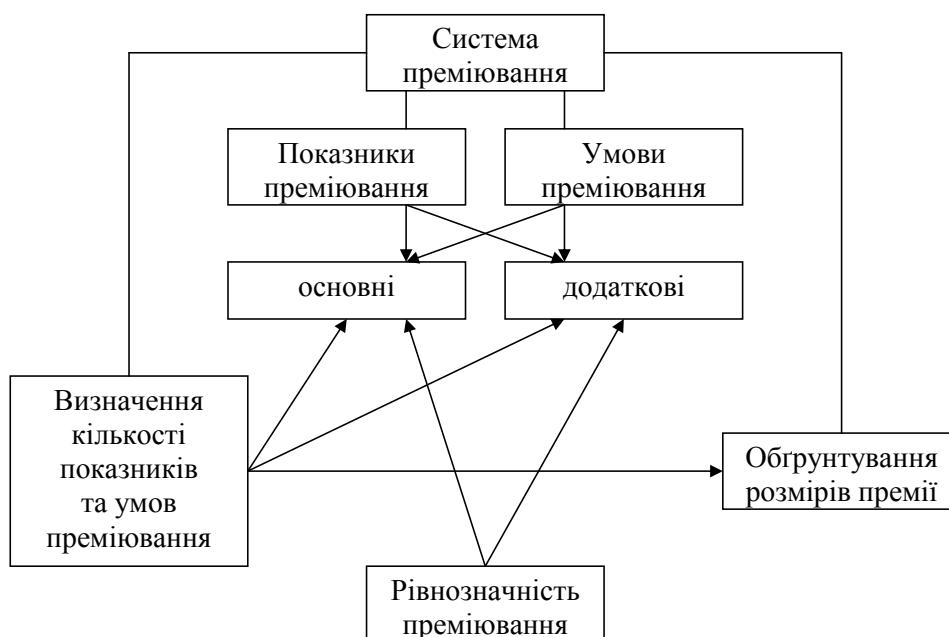 Система
преміювання
Показники
преміювання
Умови
преміювання
основні
додаткові
Визначення
кількості
показників
та умов
преміювання
Обґрунтування
розмірів премії
Рівнозначність
преміювання